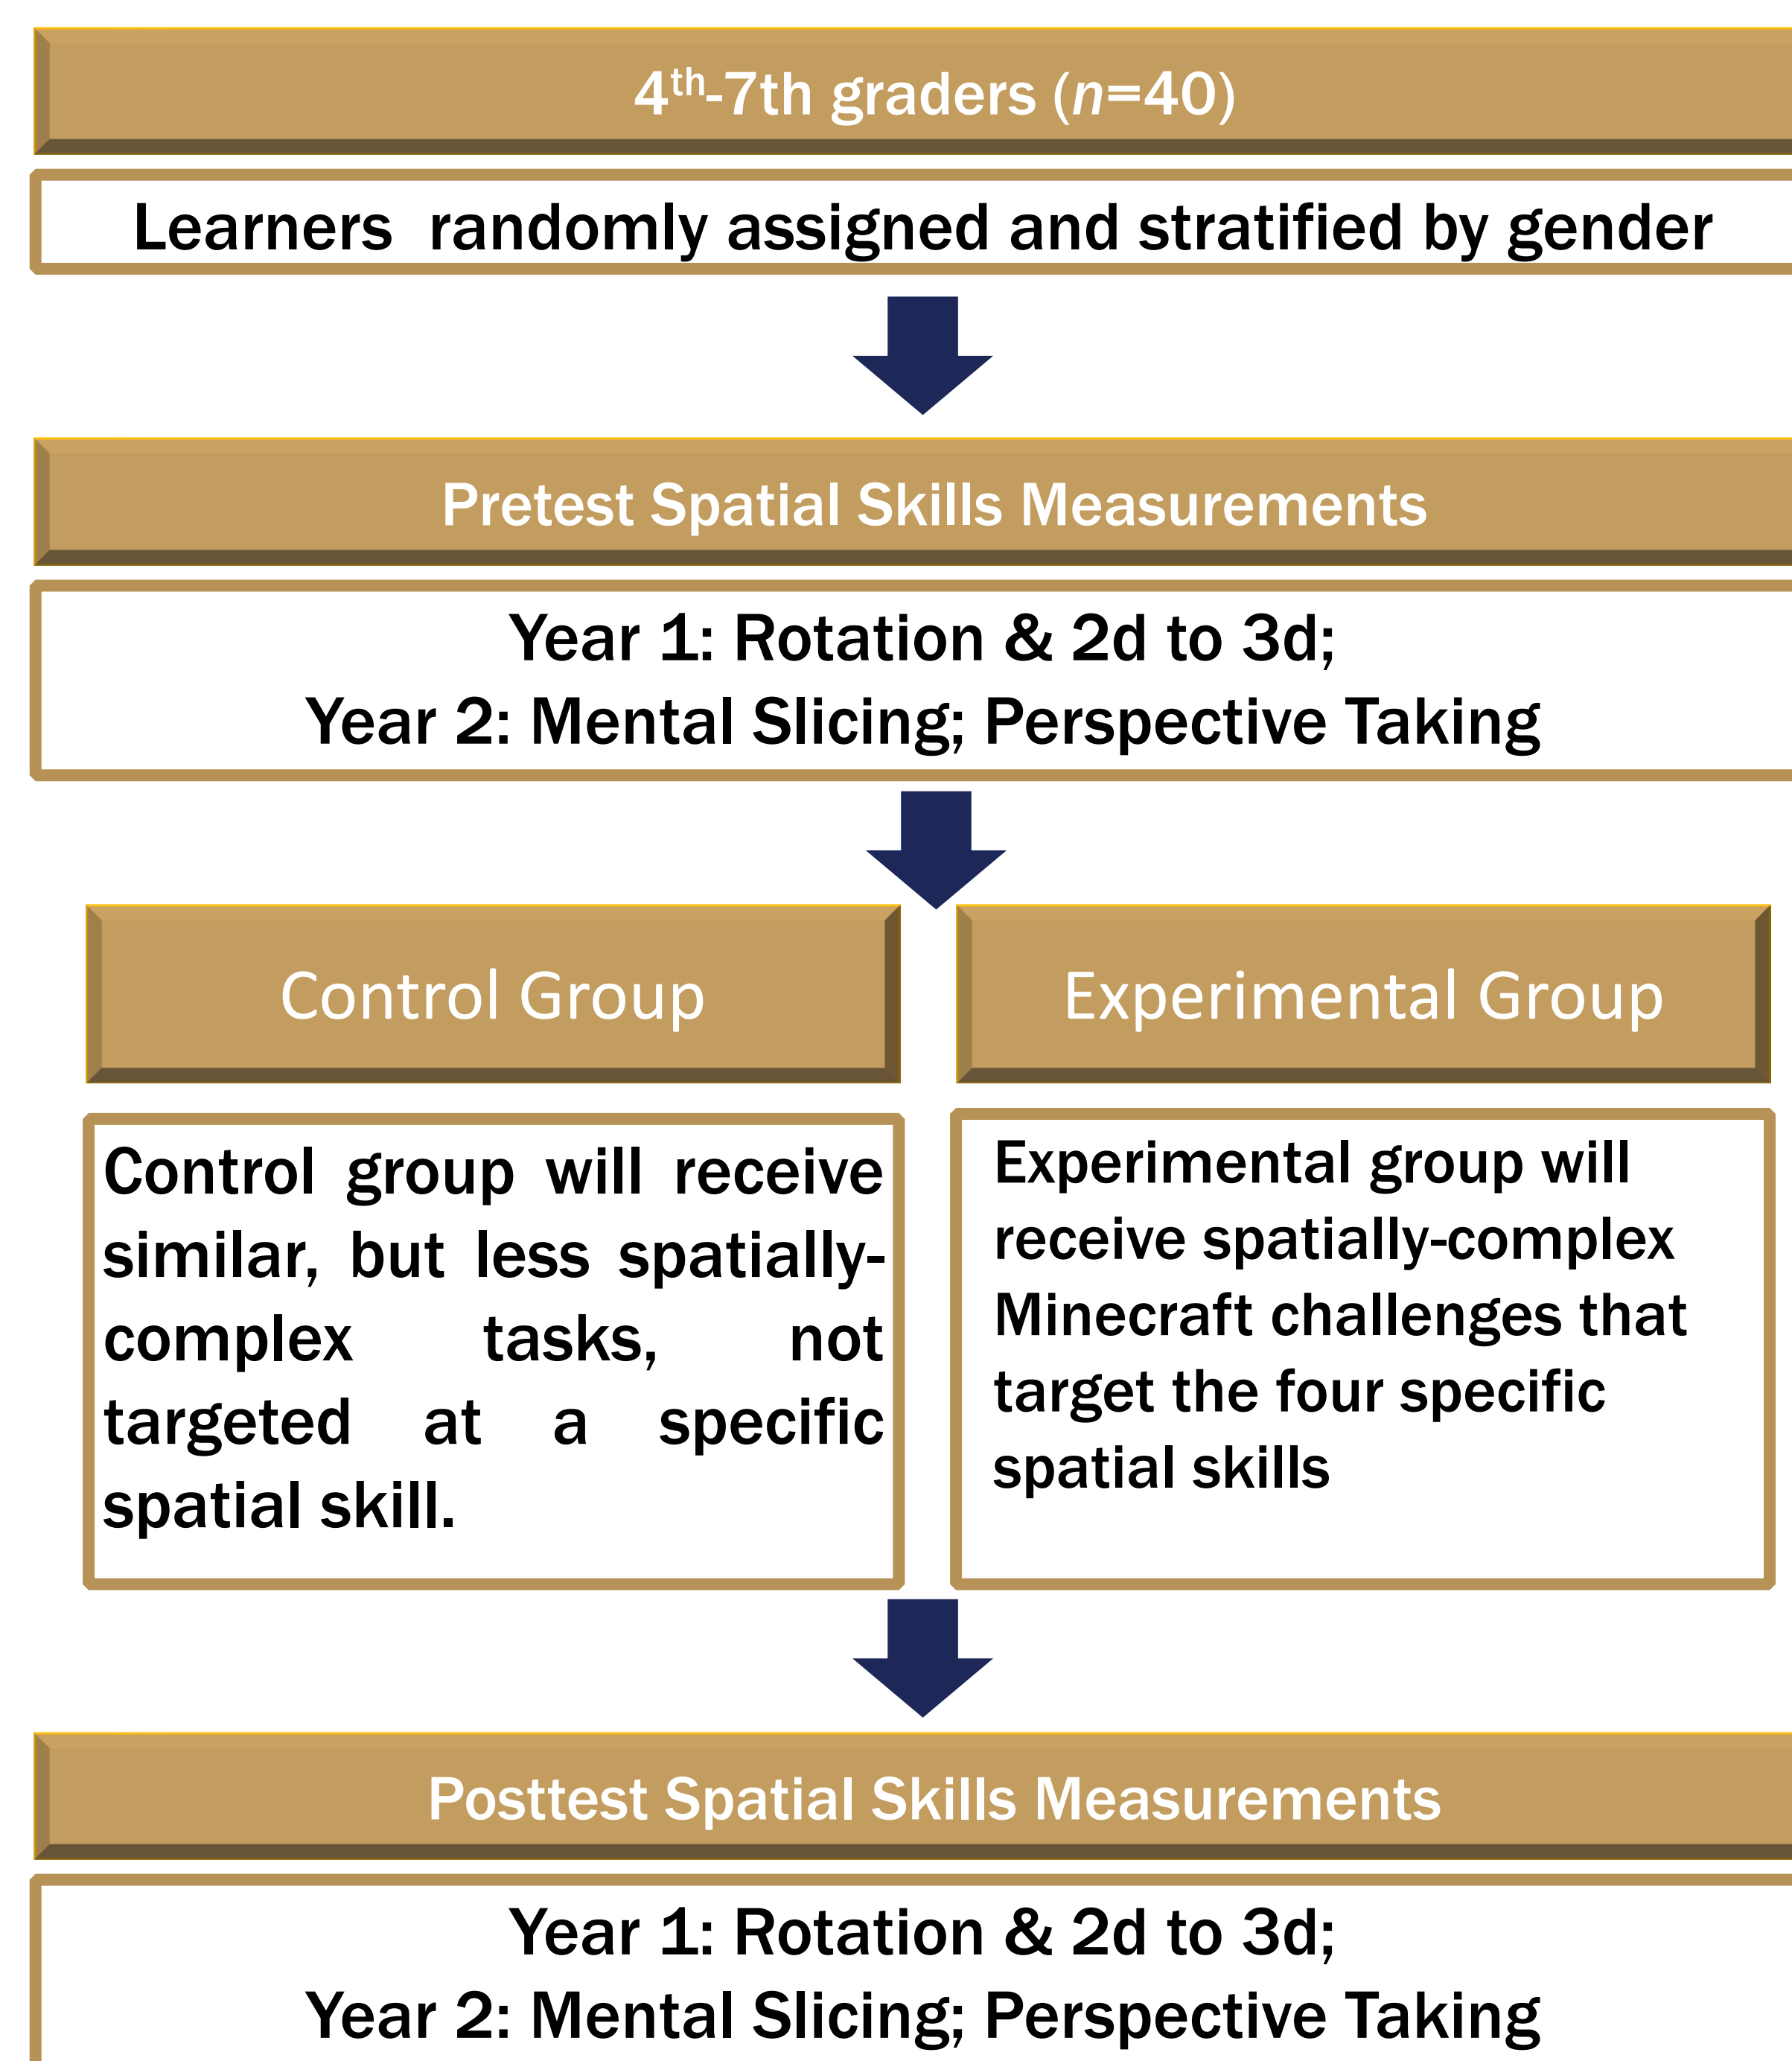 4th-7th graders (n=40)
Learners randomly assigned and stratified by gender
Pretest Spatial Skills Measurements
Year 1: Rotation & 2d to 3d;
Year 2: Mental Slicing; Perspective Taking
Control Group
Control group will receive
similar, but less spatially-
complex tasks, not
targeted at a specific
spatial skill.
Experimental Group
Experimental group will
receive spatially-complex
Minecraft challenges that
target the four specific
spatial skills
Posttest Spatial Skills Measurements
Year 1: Rotation & 2d to 3d;
Year 2: Mental Slicing; Perspective Taking